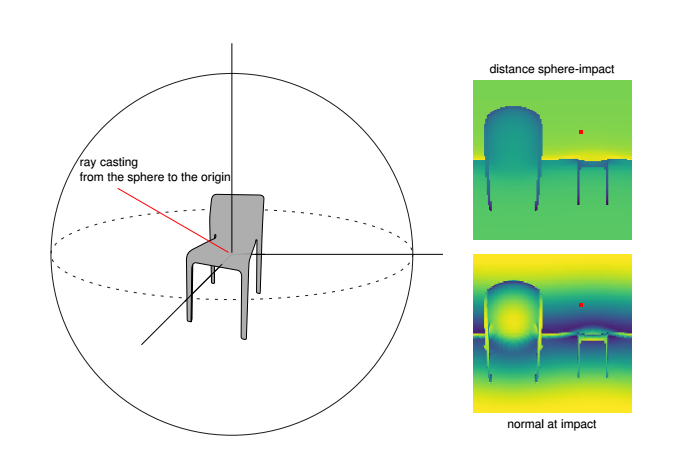 distance sphere-impact
ray casting
from the sphere to the origin
normal at impact